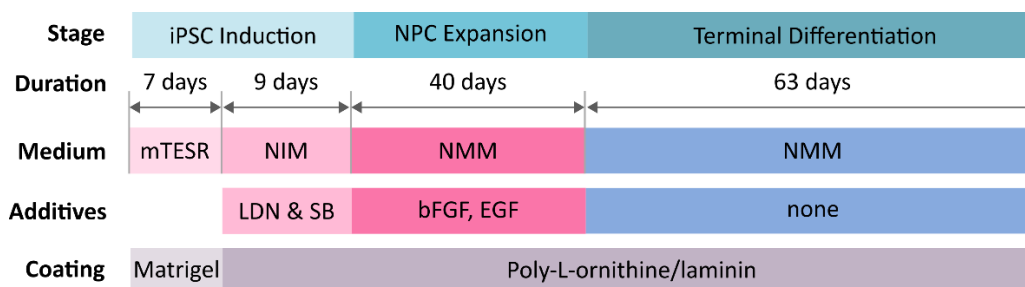 Stage iPSC Induction NPC Expansion Terminal Differentiation
Duration 7 days 9 days 40 days 63 days
Medium mTESR NIM NMM NMM
Additives LDN & SB bFGF, EGF none
Coating Matrigel Poly-L-ornithine/laminin